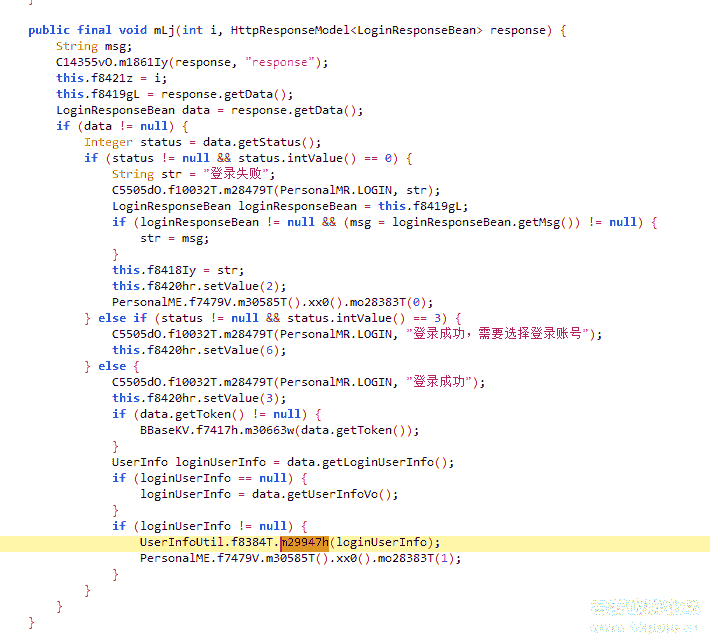 }
public final void mLj(int i, HttpResponseModel<LoginResponseBean> response) {
String msg;
C14355vO.m1861Iy(response, "response");
this.f8421z = i;
this.f8419gL = response.getData();
LoginResponseBean data = response.getData();
if (data != null) {
Integer status = data.getStatus();
if (status != null && status.intValue() == 0) {
String str = "登录失败";
C5505dO.f10032T.m28479T(PersonalMR.LOGIN, str);
LoginResponseBean loginResponseBean = this.f8419gL;
if (loginResponseBean != null && (msg = loginResponseBean.getMsg()) != null) {
str = msg;
}
this.f8418Iy = str;
this.f8420hr.setValue(2);
PersonalME.f7479V.m30585T().xx0().mo28383T(0);
} else if (status != null && status.intValue() == 3) {
C5505dO.f10032T.m28479T(PersonalMR.LOGIN, "登录成功，需要选择登录账号");
this.f8420hr.setValue(6);
} else {
C5505dO.f10032T.m28479T(PersonalMR.LOGIN, "登录成功");
this.f8420hr.setValue(3);
if (data.getToken() != null) {
BBaseKV.f7417h.m30663w(data.getToken());
}
UserInfo loginUserInfo = data.getLoginUserInfo();
if (loginUserInfo == null) {
loginUserInfo = data.getUserInfoVo();
}
if (loginUserInfo != null) {
UserInfoUtil.f8384T.m29947h(loginUserInfo);
PersonalME.f7479V.m30585T().xx0().mo28383T(1);
}
}
}
}